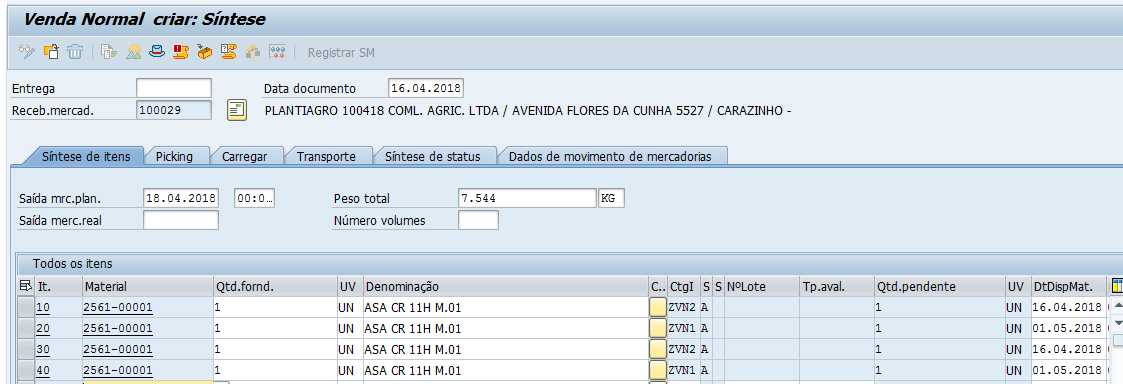 Venda Normal criar: Síntese
Registrar SM
Entrega Data documento 16.04.2018
Receb.mercad. 100029 PLANTIAGRO 100418 COML. AGRIC. LTDA / AVENIDA FLORES DA CUNHA 5527 / CARAZINHO -
Síntese de itens Picking Carregar Transporte Síntese de status Dados de movimento de mercadorias
Saída mrc.plan. 18.04.2018 00:0… Peso total 7.544 KG
Saída merc.real Número volumes
Todos os itens
It. Material Qtd.fornd. UV Denominação C.. CtgI S S NºLote Tp.aval. Qtd.pendente UV DtDispMat.
10 2561-00001 1 UN ASA CR 11H M.01 ZVN2 A 1 UN 16.04.2018
20 2561-00001 1 UN ASA CR 11H M.01 ZVN1 A 1 UN 01.05.2018
30 2561-00001 1 UN ASA CR 11H M.01 ZVN2 A 1 UN 16.04.2018
40 2561-00001 1 UN ASA CR 11H M.01 ZVN1 A 1 UN 01.05.2018